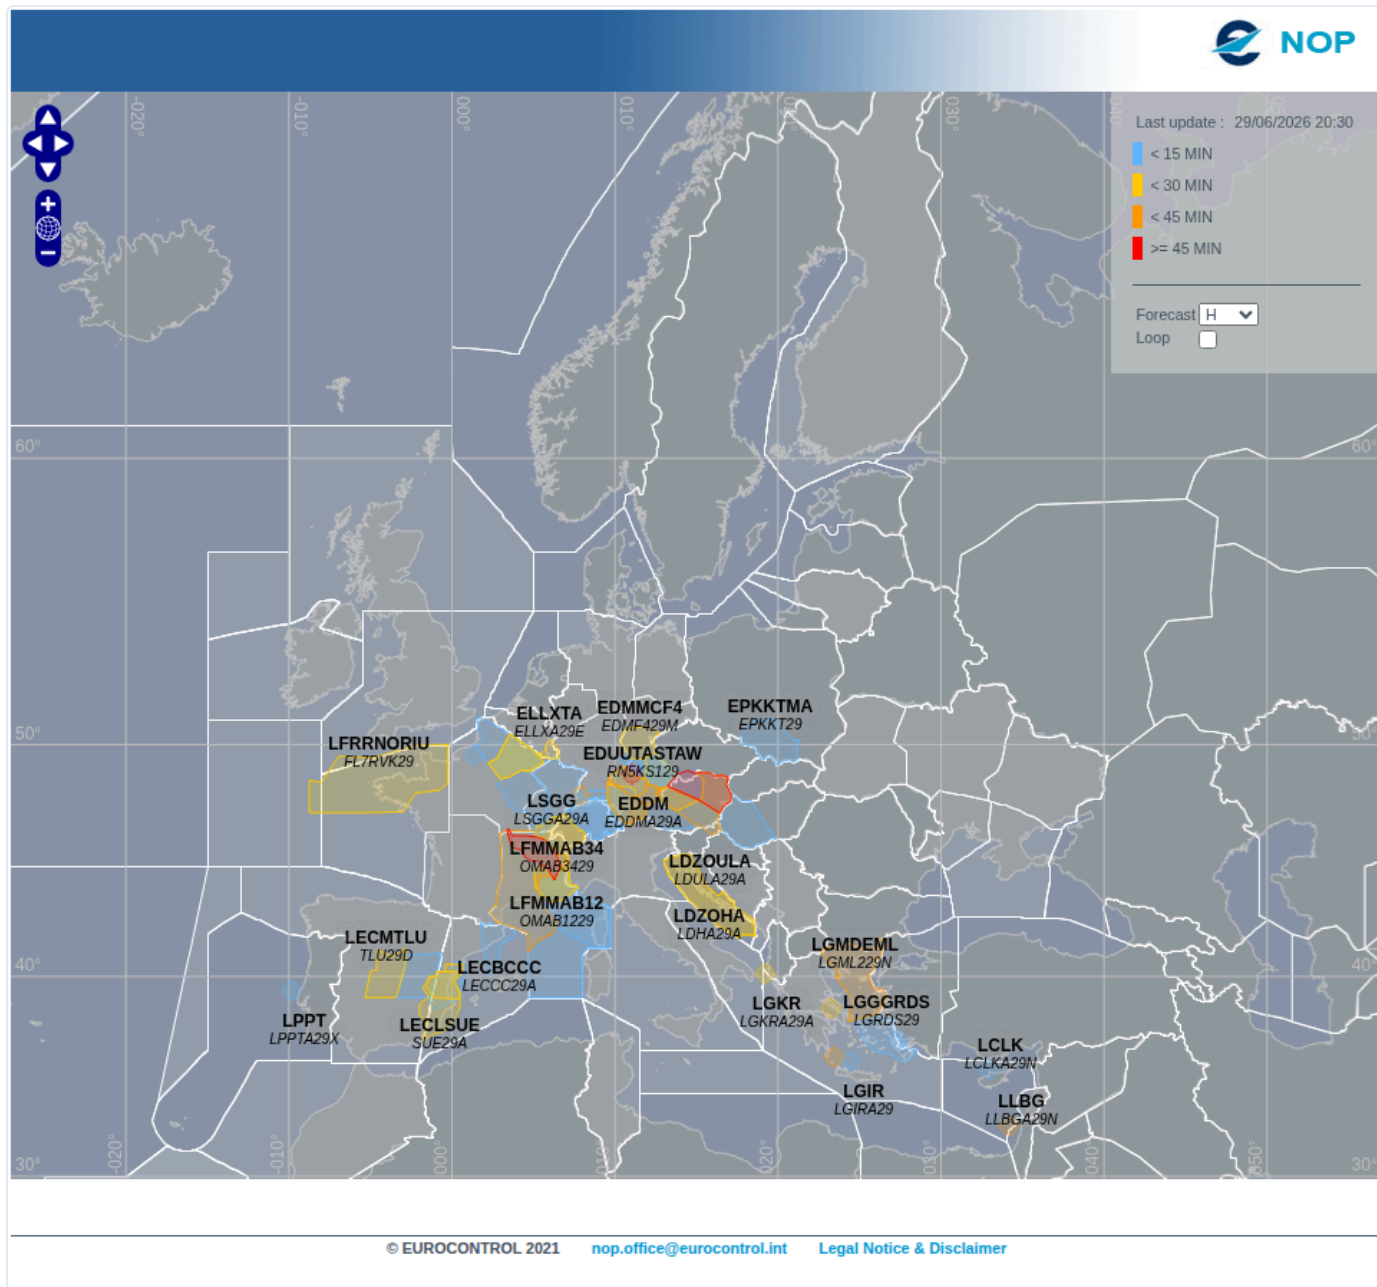 NOP
-020°
-010°
000°
010°
020°
030°
040°
050°
Last update : 29/06/2026 20:30
< 15 MIN
< 30 MIN
< 45 MIN
>= 45 MIN
Forecast H
Loop
60°
60°
50°
50°
40°
40
30°
30°
EPKKTMA
EPKKT29
EDMMCF4
EDMF429M
ELLXTA
ELLXA29E
LFRRNORIU
FL7RVK29
EDUUTASTAW
RN5KS129
LSGG
LSGGA29A
EDDM
EDDMA29A
LFMMAB34
OMAB3429
LDZOULA
LDULA29A
LFMMAB12
OMAB1229
LDZOHA
LDHA29A
LECMTLU
TLU29D
LGMDEML
LGML229N
LECBCCC
LECCC29A
LGKR
LGKRA29A
LGGGRDS
LGRDS29
LPPT
LPPTA29X
LECLSUE
SUE29A
LCLK
LCLKA29N
LGIR
LGIRA29
LLBG
LLBGA29N
-020°
-010°
000°
010
020°
030°
040
050°
© EUROCONTROL 2021 nop.office@eurocontrol.int Legal Notice & Disclaimer